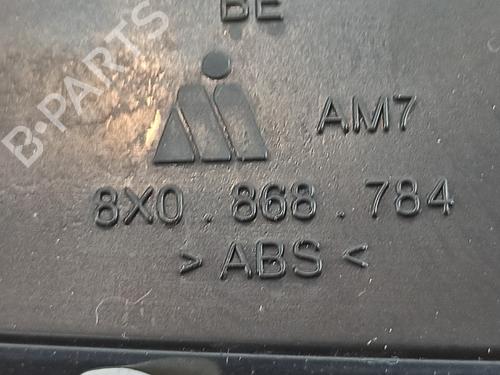 BE
AM7
8X0.868.784
> ABS <
B-PARTS